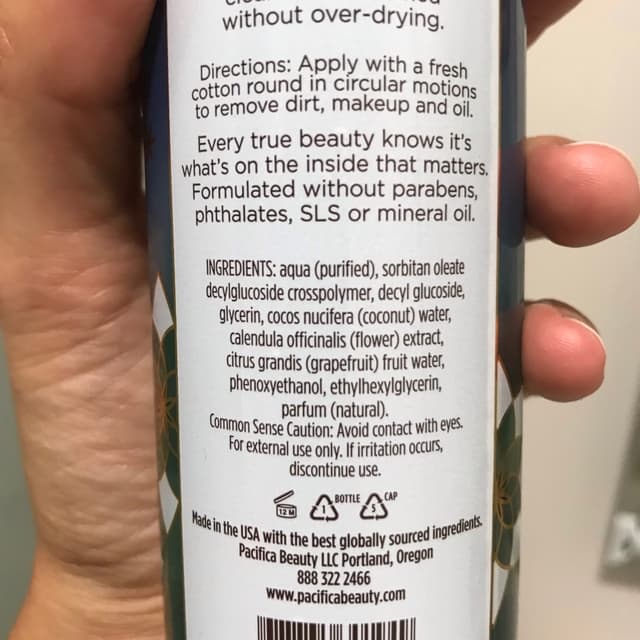 without over-drying.
Directions: Apply with a fresh
cotton round in circular motions
to remove dirt, makeup and oil.
Every true beauty knows it's
what's on the inside that matters.
Formulated without parabens,
phthalates, SLS or mineral oil.
INGREDIENTS: aqua (purified), sorbitan oleate
decylglucoside crosspolymer, decyl glucoside,
glycerin, cocos nucifera (coconut) water,
calendula officinalis (flower) extract,
citrus grandis (grapefruit) fruit water,
phenoxyethanol, ethylhexylglycerin,
parfum (natural).
Common Sense Caution: Avoid contact with eyes.
For external use only. If irritation occurs,
discontinue use.
12 M 1 BOTTLE 5 CAP
Made in the USA with the best globally sourced ingredients.
Pacifica Beauty LLC Portland, Oregon
888 322 2466
www.pacificabeauty.com